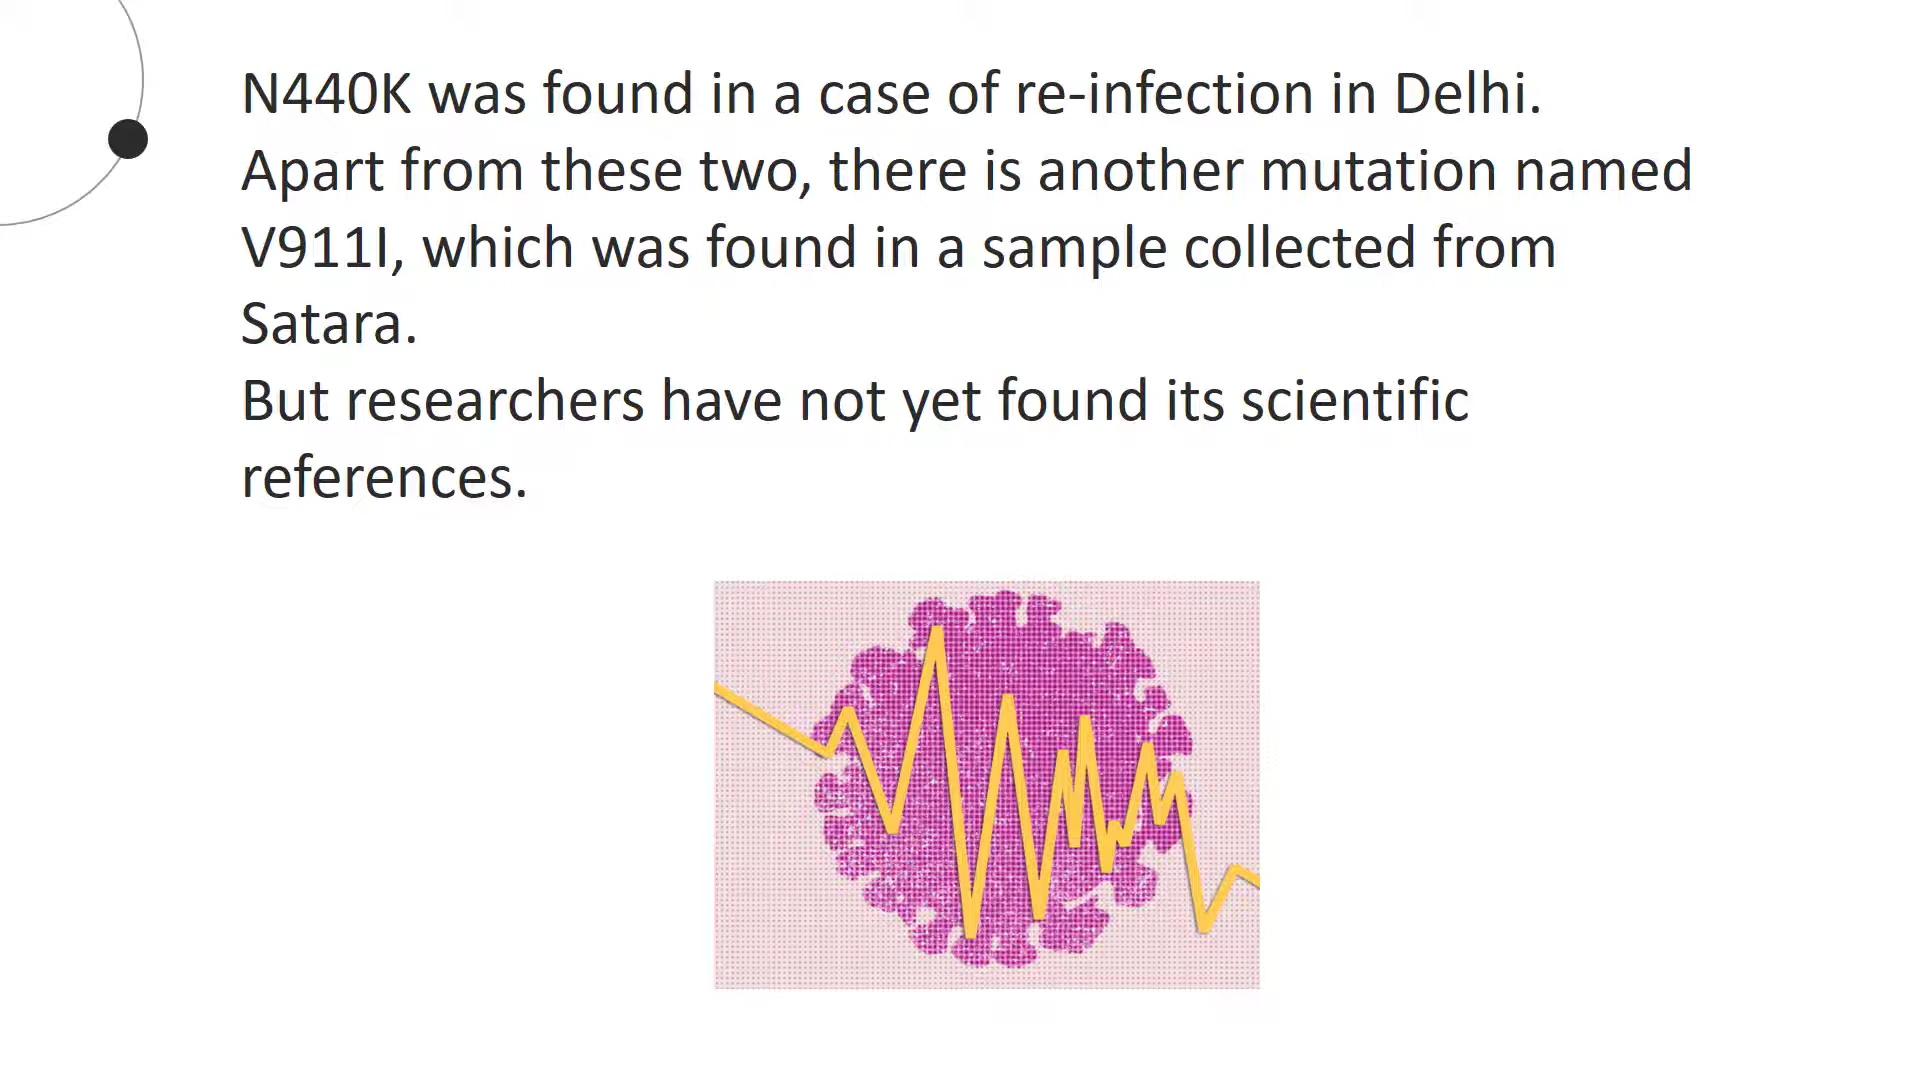 N440K was found in a case of re-infection in Delhi.
Apart from these two, there is another mutation named
V911I, which was found in a sample collected from
Satara.
But researchers have not yet found its scientific
references.